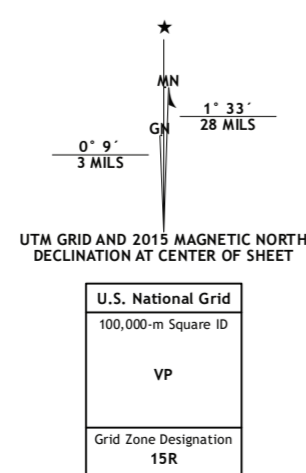 ★
MN
1° 33´
28 MILS
GN
0° 9´
3 MILS
UTM GRID AND 2015 MAGNETIC NORTH
DECLINATION AT CENTER OF SHEET
U.S. National Grid
100,000-m Square ID
VP
Grid Zone Designation
15R